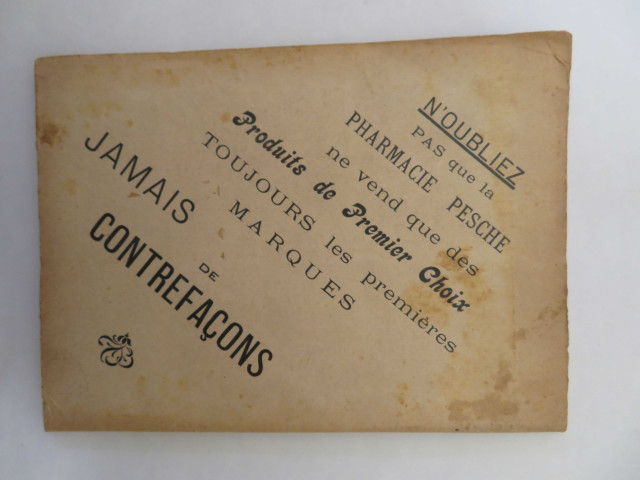 N'OUBLIEZ
PAS que la
PHARMACIE PESCHE
ne vend que des
Produits de Premier Choix
TOUJOURS les premières
MARQUES
JAMAIS
DE
CONTREFAÇONS